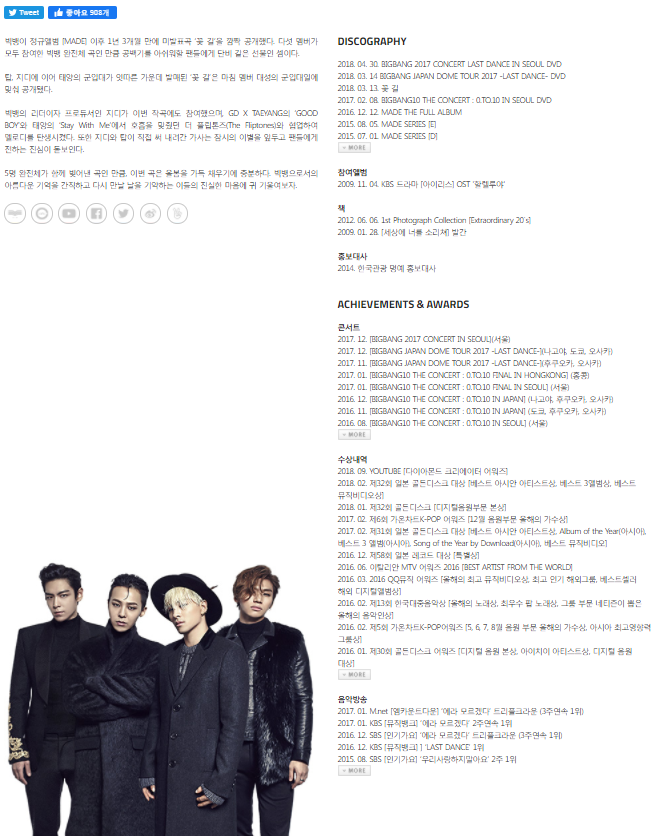 Tweet
좋아요 908개
빅뱅이 정규앨범 [MADE] 이후 1년 3개월 만에 미발표곡 '꽃 길'을 깜짝 공개했다. 다섯 멤버가
모두 참여한 빅뱅 완전체 곡인 만큼 공백기를 아쉬워할 팬들에게 단비 같은 선물인 셈이다.
탑, 지디에 이어 태양의 군입대가 잇따른 가운데 발매된 '꽃 길'은 마침 멤버 대성의 군입대일에
맞춰 공개됐다.
빅뱅의 리더이자 프로듀서인 지디가 이번 작곡에도 참여했으며, GD X TAEYANG의 'GOOD
BOY'와 태양의 'Stay With Me'에서 호흡을 맞췄던 더 플립톤즈(The Fliptones)와 협업하여
멜로디를 탄생시켰다. 또한 지디와 탑이 직접 써 내려간 가사는 잠시의 이별을 앞두고 팬들에게
전하는 진심이 돋보인다.
5명 완전체가 함께 빚어낸 곡인 만큼, 이번 곡은 올봄을 가득 채우기에 충분하다. 빅뱅으로서의
아름다운 기억을 간직하고 다시 만날 날을 기약하는 이들의 진실한 마음에 귀 기울여보자.
DISCOGRAPHY
2018. 04. 30. BIGBANG 2017 CONCERT LAST DANCE IN SEOUL DVD
2018. 03. 14 BIGBANG JAPAN DOME TOUR 2017 -LAST DANCE- DVD
2018. 03. 13. 꽃 길
2017. 02. 08. BIGBANG10 THE CONCERT : 0.TO.10 IN SEOUL DVD
2016. 12. 12. MADE THE FULL ALBUM
2015. 08. 05. MADE SERIES [E]
2015. 07. 01. MADE SERIES [D]
MORE
참여앨범
2009. 11. 04. KBS 드라마 [아이리스] OST '할렐루야'
책
2012. 06. 06. 1st Photograph Collection [Extraordinary 20's]
2009. 01. 28. [세상에 너를 소리쳐] 발간
홍보대사
2014. 한국관광 명예 홍보대사
ACHIEVEMENTS & AWARDS
콘서트
2017. 12. [BIGBANG 2017 CONCERT IN SEOUL](서울)
2017. 12. [BIGBANG JAPAN DOME TOUR 2017 -LAST DANCE-](나고야, 도쿄, 오사카)
2017. 11. [BIGBANG JAPAN DOME TOUR 2017 -LAST DANCE-](후쿠오카, 오사카)
2017. 01. [BIGBANG10 THE CONCERT : 0.TO.10 FINAL IN HONGKONG] (홍콩)
2017. 01. [BIGBANG10 THE CONCERT : 0.TO.10 FINAL IN SEOUL] (서울)
2016. 12. [BIGBANG10 THE CONCERT : 0.TO.10 IN JAPAN] (나고야, 후쿠오카, 오사카)
2016. 11. [BIGBANG10 THE CONCERT : 0.TO.10 IN JAPAN] (도쿄, 후쿠오카, 오사카)
2016. 08. [BIGBANG10 THE CONCERT : 0.TO.10 IN SEOUL] (서울)
MORE
수상내역
2018. 09. YOUTUBE [다이아몬드 크리에이터 어워즈]
2018. 02. 제32회 일본 골든디스크 대상 [베스트 아시안 아티스트상, 베스트 3앨범상, 베스트
뮤직비디오상]
2018. 01. 제32회 골든디스크 [디지털음원부문 본상]
2017. 02. 제6회 가온차트K-POP 어워즈 [12월 음원부문 올해의 가수상]
2017. 02. 제31회 일본 골든디스크 대상 [베스트 아시안 아티스트상, Album of the Year(아시아),
베스트 3 앨범(아시아), Song of the Year by Download(아시아), 베스트 뮤직비디오]
2016. 12. 제58회 일본 레코드 대상 [특별상]
2016. 06. 이탈리안 MTV 어워즈 2016 [BEST ARTIST FROM THE WORLD]
2016. 03. 2016 QQ뮤직 어워즈 [올해의 최고 뮤직비디오상, 최고 인기 해외그룹, 베스트셀러
해외 디지털앨범상]
2016. 02. 제13회 한국대중음악상 [올해의 노래상, 최우수 팝 노래상, 그룹 부문 네티즌이 뽑은
올해의 음악인상]
2016. 02. 제5회 가온차트K-POP어워즈 [5, 6, 7, 8월 음원 부문 올해의 가수상, 아시아 최고영향력
그룹상]
2016. 01. 제30회 골든디스크 어워즈 [디지털 음원 본상, 아이치이 아티스트상, 디지털 음원
대상]
MORE
음악방송
2017. 01. M.net [엠카운트다운] '에라 모르겠다' 트리플크라운 (3주연속 1위)
2017. 01. KBS [뮤직뱅크] '에라 모르겠다' 2주연속 1위
2016. 12. SBS [인기가요] '에라 모르겠다' 트리플크라운 (3주연속 1위)
2016. 12. KBS [뮤직뱅크] ] 'LAST DANCE' 1위
2015. 08. SBS [인기가요] '우리사랑하지말아요' 2주 1위
MORE